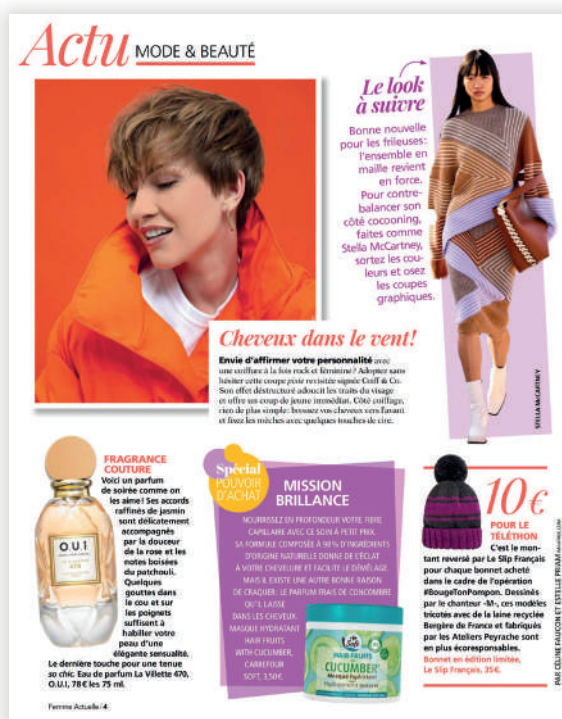 Actu MODE & BEAUTÉ
Le look
à suivre
Bonne nouvelle
pour les frileuses:
l'ensemble en
maille revient
en force.
Pour contre-
balancer son
côté cocooning,
faites comme
Stella McCartney,
sortez les cou-
leurs et osez
les coupes
graphiques.
STELLA McCARTNEY
Cheveux dans le vent!
Envie d'affirmer votre personnalité avec
une coiffure à la fois rock et féminine? Adoptez sans
hésiter cette coupe pixie revisitée signée Coiff & Co.
Son effet déstructuré adoucit les traits du visage
et offre un coup de jeune immédiat. Côté coiffage,
rien de plus simple: brossez vos cheveux vers l'avant
et fixez les mèches avec quelques touches de cire.
FRAGRANCE
COUTURE
Voici un parfum
de soirée comme on
les aime! Ses accords
raffinés de jasmin
sont délicatement
accompagnés
par la douceur
de la rose et les
notes boisées
du patchouli.
Quelques
gouttes dans
le cou et sur
les poignets
suffisent à
habiller votre
peau d'une
élégante sensualité.
Le dernière touche pour une tenue
so chic. Eau de parfum La Villette 470,
O.U.I, 78 € les 75 ml.
O.U.I
470
Spécial
POUVOIR
D'ACHAT
MISSION
BRILLANCE
NOURRISSEZ EN PROFONDEUR VOTRE FIBRE
CAPILLAIRE AVEC CE SOIN À PETIT PRIX.
SA FORMULE COMPOSÉE À 98 % D'INGRÉDIENTS
D'ORIGINE NATURELLE DONNE DE L'ÉCLAT
À VOTRE CHEVELURE ET FACILITE LE DÉMÊLAGE.
MAIS IL EXISTE UNE AUTRE BONNE RAISON
DE CRAQUER: LE PARFUM FRAIS DE CONCOMBRE
QU'IL LAISSE
DANS LES CHEVEUX.
MASQUE HYDRATANT
HAIR FRUITS
WITH CUCUMBER,
CARREFOUR
SOFT, 3,50 €.
Soft
HAIR FRUITS
CUCUMBER
Masque hydratant
10 €
POUR LE
TÉLÉTHON
C'est le mon-
tant reversé par Le Slip Français
pour chaque bonnet acheté
dans le cadre de l'opération
#BougeTonPompon. Dessinés
par le chanteur -M-, ces modèles
tricotés avec de la laine recyclée
Bergère de France et fabriqués
par les Ateliers Peyrache sont
en plus écoresponsables.
Bonnet en édition limitée,
Le Slip Français, 35 €.
PAR CÉLINE FAUCON ET ESTELLE PRIAM
Femme Actuelle / 4